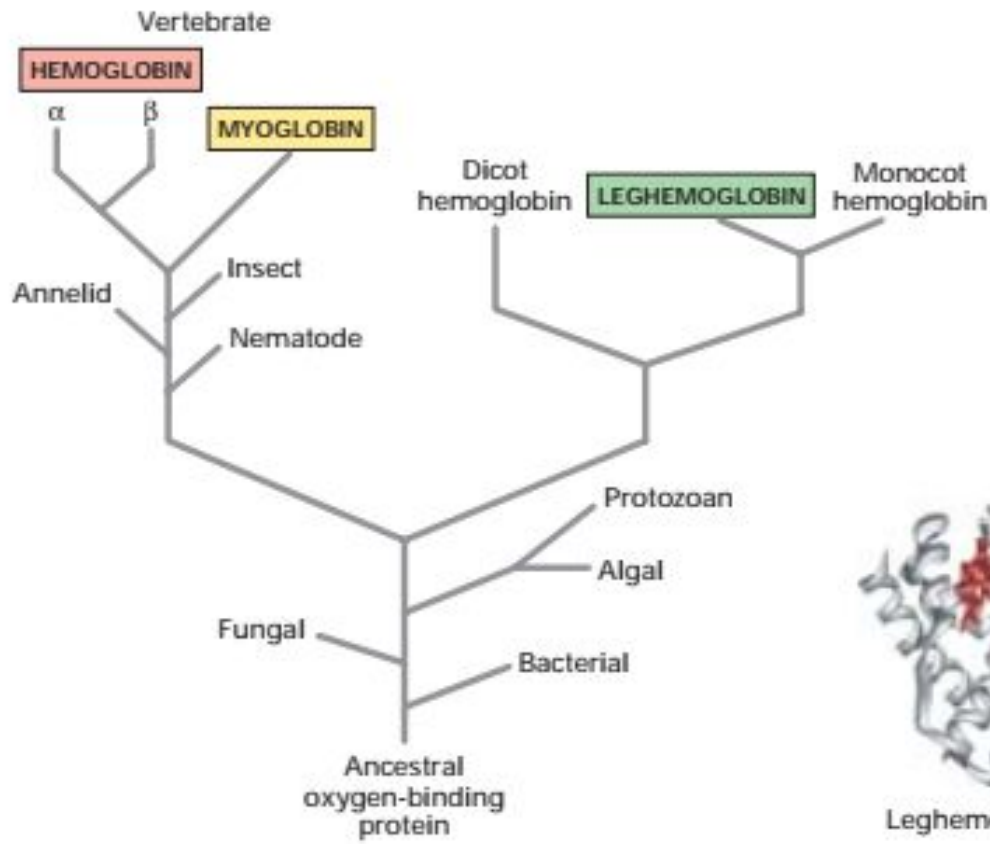 Vertebrate
HEMOGLOBIN
α
β
MYOGLOBIN
Dicot
hemoglobin
LEGHEMOGLOBIN
Monocot
hemoglobin
Insect
Annelid
Nematode
Protozoan
Algal
Fungal
Bacterial
Ancestral
oxygen-binding
protein
Leghem